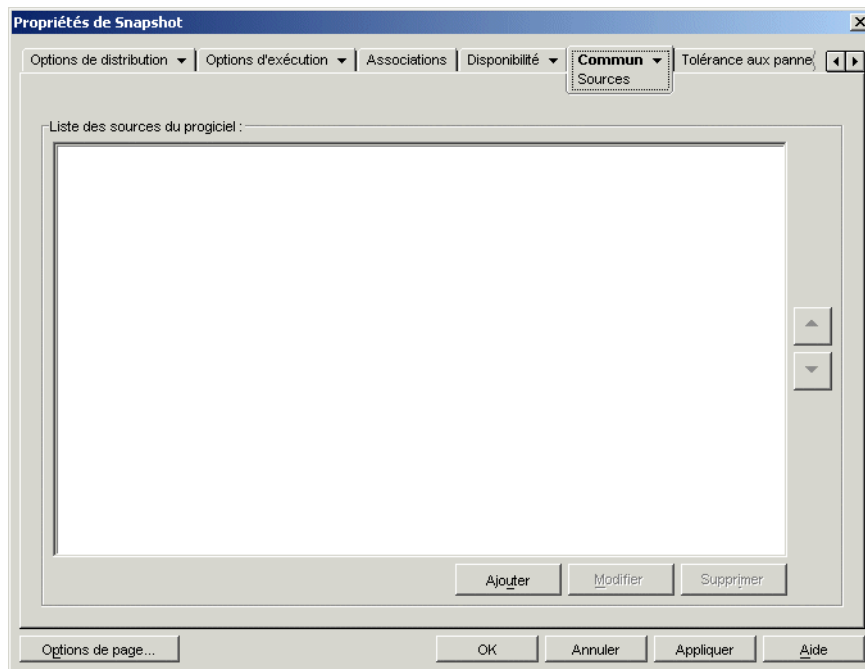 Propriétés de Snapshot
Options de distribution Options d'exécution Associations Disponibilité Commun Tolérance aux panne
Sources
Liste des sources du progiciel :
Ajouter Modifier Supprimer
Options de page... OK Annuler Appliquer Aide